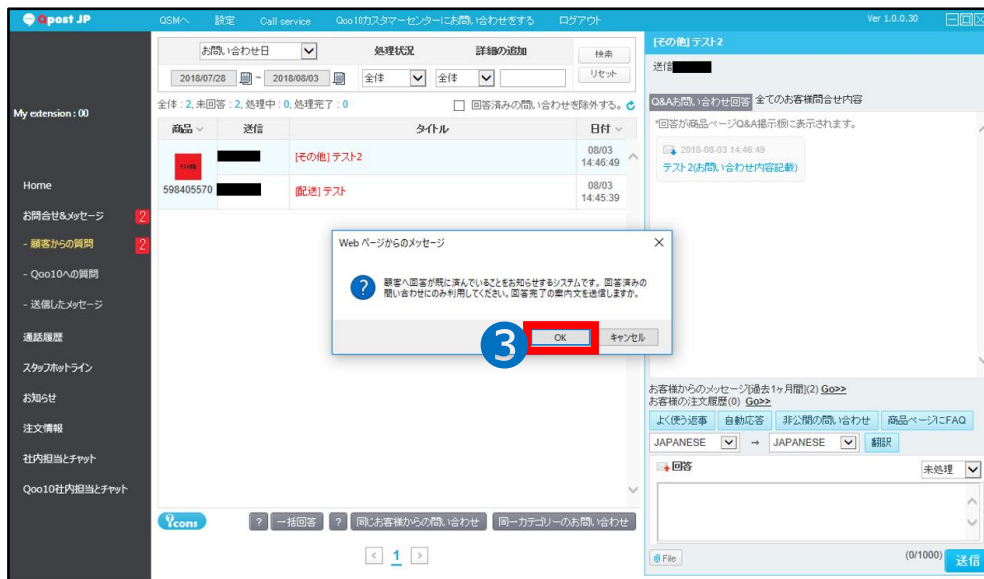 Qpost JP
QSMへ 設定 Call service Qoo10カスタマーセンターにお問い合わせをする ログアウト Ver 1.0.0.30
My extension : 00
Home
お問合せ&メッセージ 2
- 顧客からの質問 2
- Qoo10への質問
- 送信したメッセージ
通話履歴
スタッフホットライン
お知らせ
注文情報
社内担当とチャット
Qoo10社内担当とチャット
お問い合わせ日 処理状況 詳細の追加 検索
2018/07/28 ~ 2018/08/03 全体 全体 リセット
全体 : 2, 未回答 : 2, 処理中 : 0, 処理完了 : 0 回答済みの問い合わせを除外する。
商品 送信 タイトル 日付
[その他] テスト2 08/03
14:46:49
598405570 [配送] テスト 08/03
14:45:39
Web ページからのメッセージ
顧客へ回答が既に済んでいることをお知らせするシステムです。回答済みの
問い合わせにのみ利用してください。回答完了の案内文を送信しますか。
3 OK キャンセル
Qcons ? 一括回答 ? 同じお客様からの問い合わせ 同一カテゴリーのお問い合わせ
< 1 >
[その他] テスト2
送信
Q&Aお問い合わせ回答 全てのお客様問合せ内容
*回答が商品ページQ&A掲示板に表示されます。
2018-08-03 14:46:49
テスト2(お問い合わせ内容記載)
お客様からのメッセージ[過去1ヶ月間](2) Go>>
お客様の注文履歴(0) Go>>
よく使う返事 自動応答 非公開の問い合わせ 商品ページにFAQ
JAPANESE → JAPANESE 翻訳
回答 未処理
File (0/1000) 送信